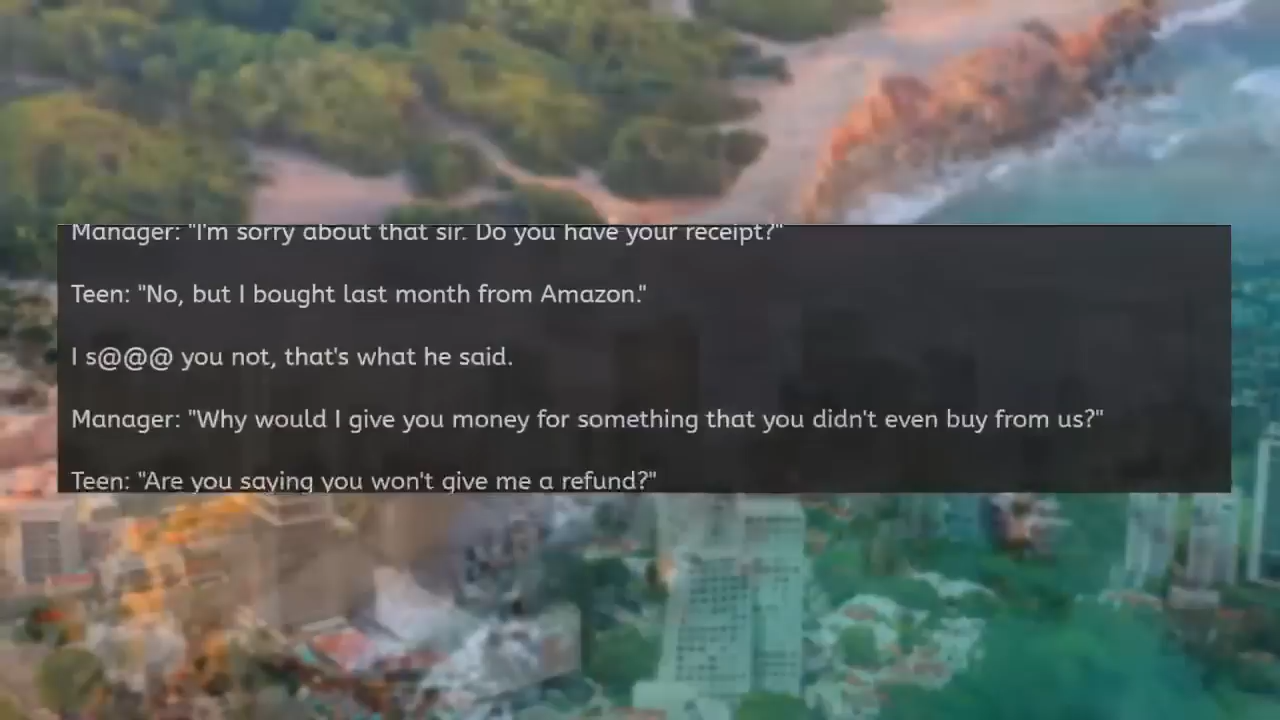 Manager: "I'm sorry about that sir. Do you have your receipt?"
Teen: "No, but I bought last month from Amazon."
I s@@@ you not, that's what he said.
Manager: "Why would I give you money for something that you didn't even buy from us?"
Teen: "Are you saying you won't give me a refund?"